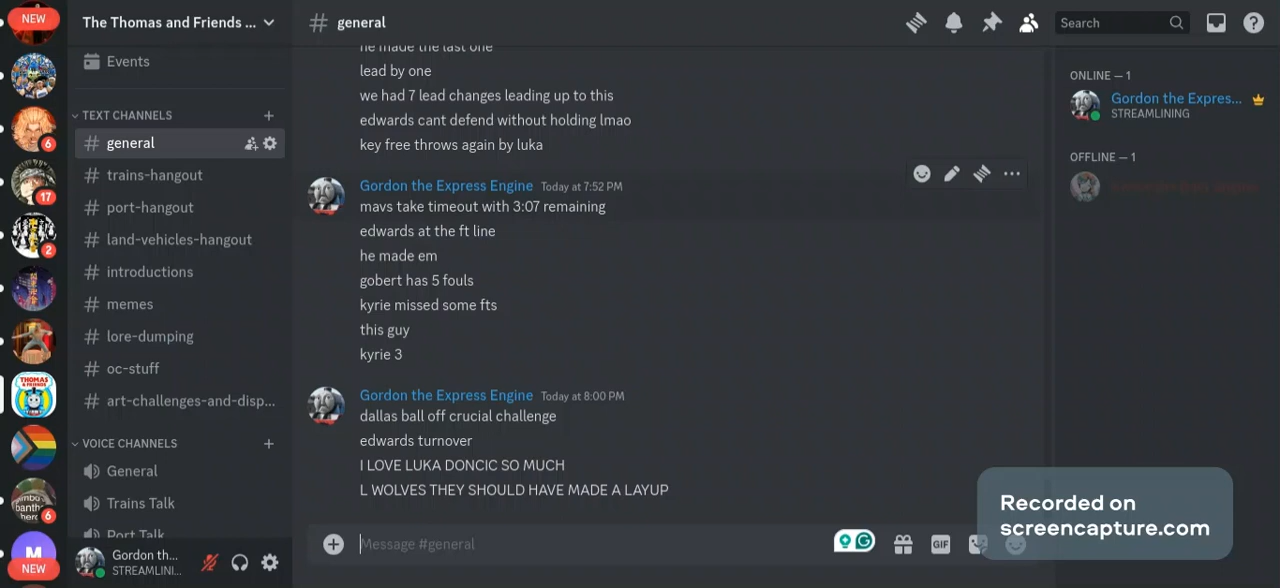 NEW
The Thomas and Friends ...
general
Search
Events
TEXT CHANNELS
general
trains-hangout
port-hangout
land-vehicles-hangout
introductions
memes
lore-dumping
oc-stuff
art-challenges-and-disp...
VOICE CHANNELS
General
Trains Talk
Port Talk
6
17
2
THOMAS
& FRIENDS
6
M
NEW
Gordon th...
STREAMLINI...
he made the last one
lead by one
we had 7 lead changes leading up to this
edwards cant defend without holding lmao
key free throws again by luka
Gordon the Express Engine Today at 7:52 PM
mavs take timeout with 3:07 remaining
edwards at the ft line
he made em
gobert has 5 fouls
kyrie missed some fts
this guy
kyrie 3
Gordon the Express Engine Today at 8:00 PM
dallas ball off crucial challenge
edwards turnover
I LOVE LUKA DONCIC SO MUCH
L WOLVES THEY SHOULD HAVE MADE A LAYUP
Message #general
GIF
ONLINE — 1
Gordon the Expres...
STREAMLINING
OFFLINE — 1
Recorded on
screencapture.com